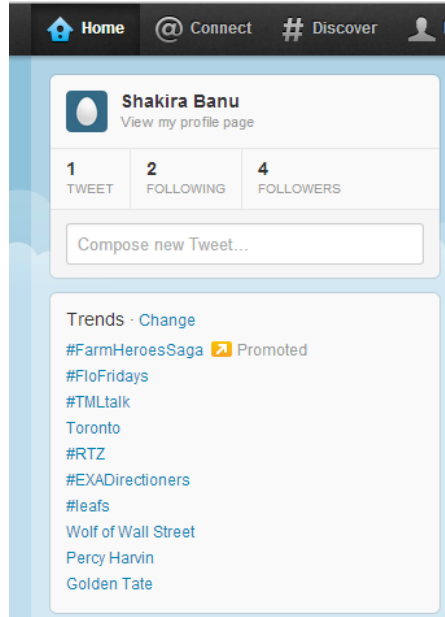 Home @ Connect # Discover
Shakira Banu
View my profile page
1 2 4
TWEET FOLLOWING FOLLOWERS
Compose new Tweet...
Trends · Change
#FarmHeroesSaga Promoted
#FloFridays
#TMLtalk
Toronto
#RTZ
#EXADirectioners
#leafs
Wolf of Wall Street
Percy Harvin
Golden Tate